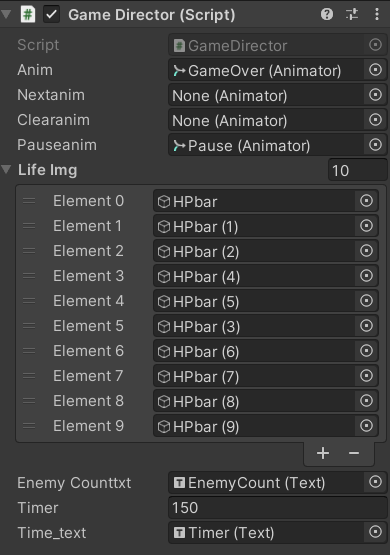 Game Director (Script)
Script GameDirector
Anim GameOver (Animator)
Nextanim None (Animator)
Clearanim None (Animator)
Pauseanim Pause (Animator)
Life Img 10
Element 0 HPbar
Element 1 HPbar (1)
Element 2 HPbar (2)
Element 3 HPbar (4)
Element 4 HPbar (5)
Element 5 HPbar (3)
Element 6 HPbar (6)
Element 7 HPbar (7)
Element 8 HPbar (8)
Element 9 HPbar (9)
Enemy Counttxt EnemyCount (Text)
Timer 150
Time_text Timer (Text)